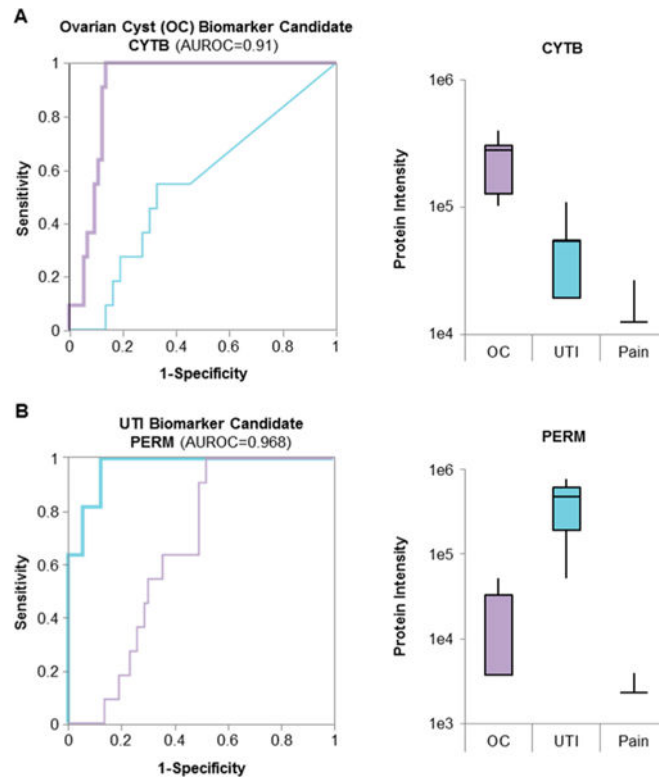 A
Ovarian Cyst (OC) Biomarker Candidate
CYTB (AUROC=0.91)
1
0.8
0.6
0.4
0.2
0
Sensitivity
0 0.2 0.4 0.6 0.8 1
1-Specificity
CYTB
1e6
1e5
1e4
Protein Intensity
OC UTI Pain
B
UTI Biomarker Candidate
PERM (AUROC=0.968)
1
0.8
0.6
0.4
0.2
0
Sensitivity
0 0.2 0.4 0.6 0.8 1
1-Specificity
PERM
1e6
1e5
1e4
1e3
Protein Intensity
OC UTI Pain